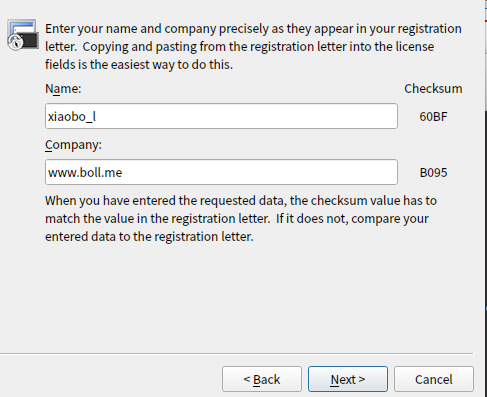 Enter your name and company precisely as they appear in your registration
letter. Copying and pasting from the registration letter into the license
fields is the easiest way to do this.
Name: Checksum
xiaobo_l 60BF
Company:
www.boll.me B095
When you have entered the requested data, the checksum value has to
match the value in the registration letter. If it does not, compare your
entered data to the registration letter.
< Back Next > Cancel